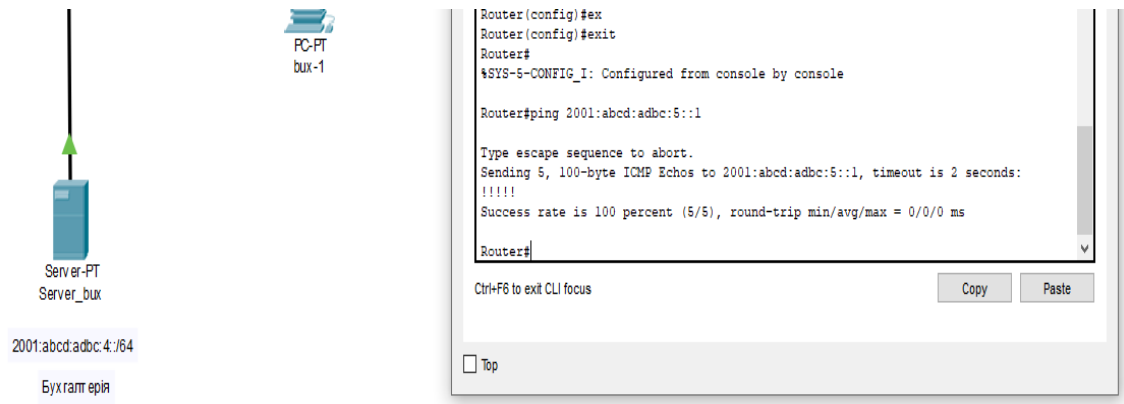 PC-PT
bux-1
Server-PT
Server_bux
2001:abcd:adbc:4::/64
Бухгалтерія
Router(config)#ex
Router(config)#exit
Router#
%SYS-5-CONFIG_I: Configured from console by console
Router#ping 2001:abcd:adbc:5::1
Type escape sequence to abort.
Sending 5, 100-byte ICMP Echos to 2001:abcd:adbc:5::1, timeout is 2 seconds:
!!!!!
Success rate is 100 percent (5/5), round-trip min/avg/max = 0/0/0 ms
Router#
Ctrl+F6 to exit CLI focus
Copy
Paste
Top